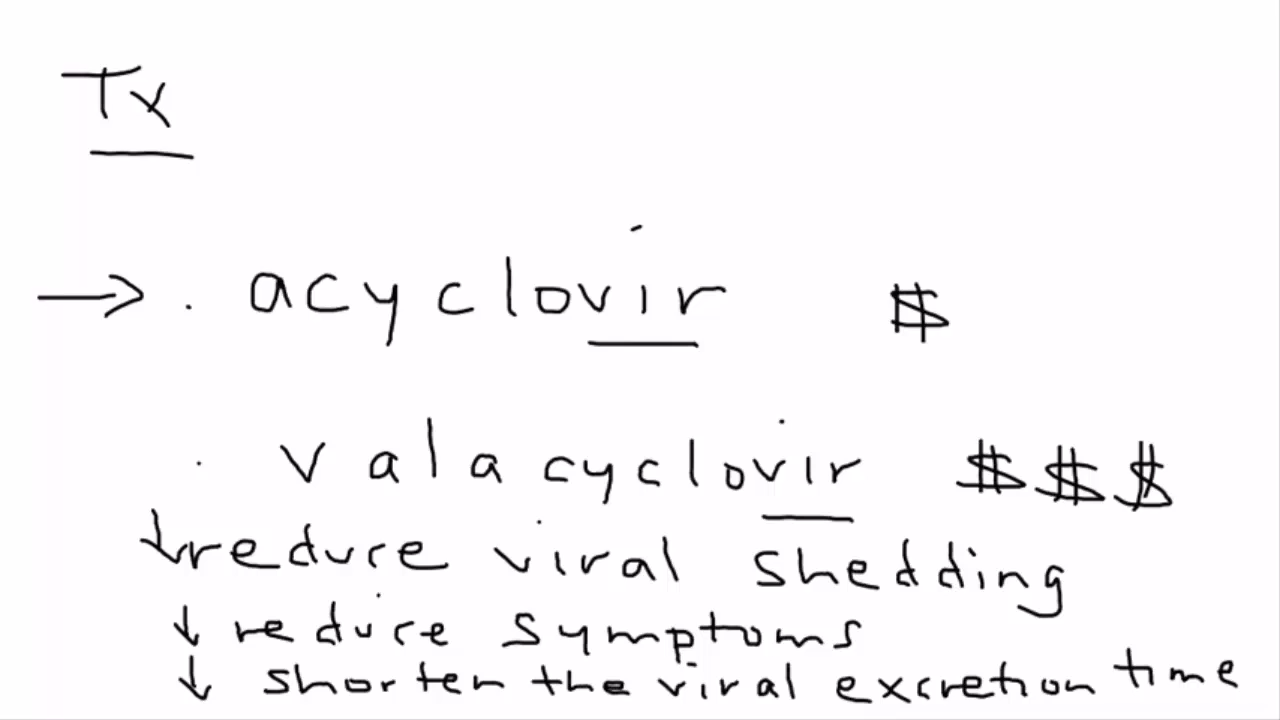 Tx
→ . acyclovir $
. valacyclovir $$$
↓reduce viral shedding
↓ reduce symptoms
↓ shorten the viral excretion time